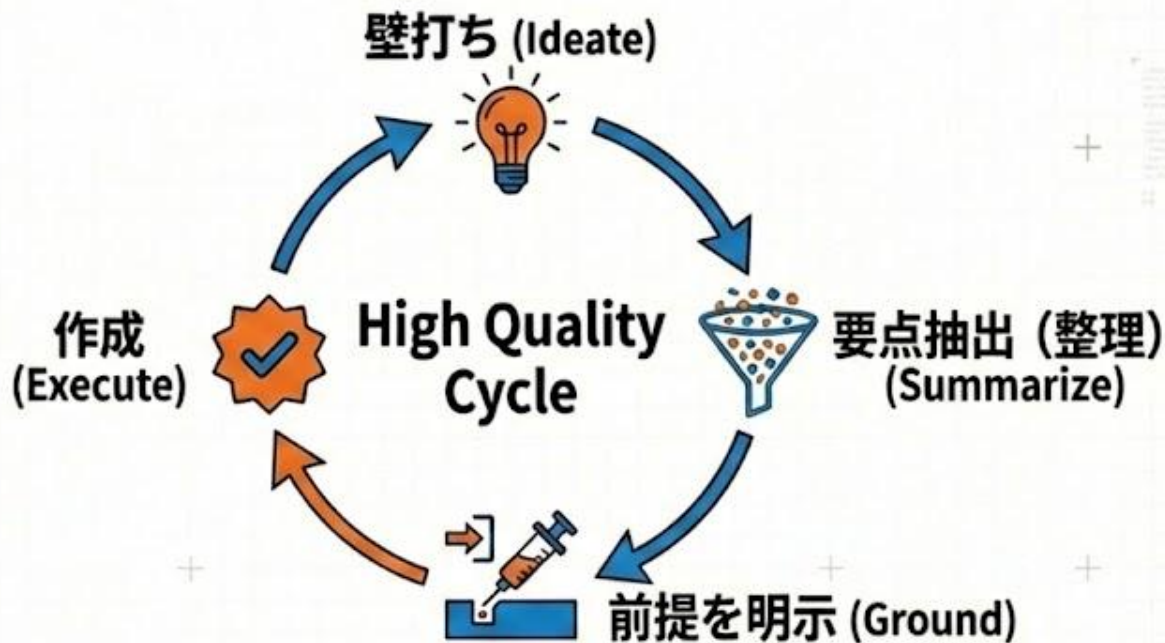 壁打ち (Ideate)
要点抽出（整理）
(Summarize)
前提を明示 (Ground)
作成
(Execute)
High Quality
Cycle